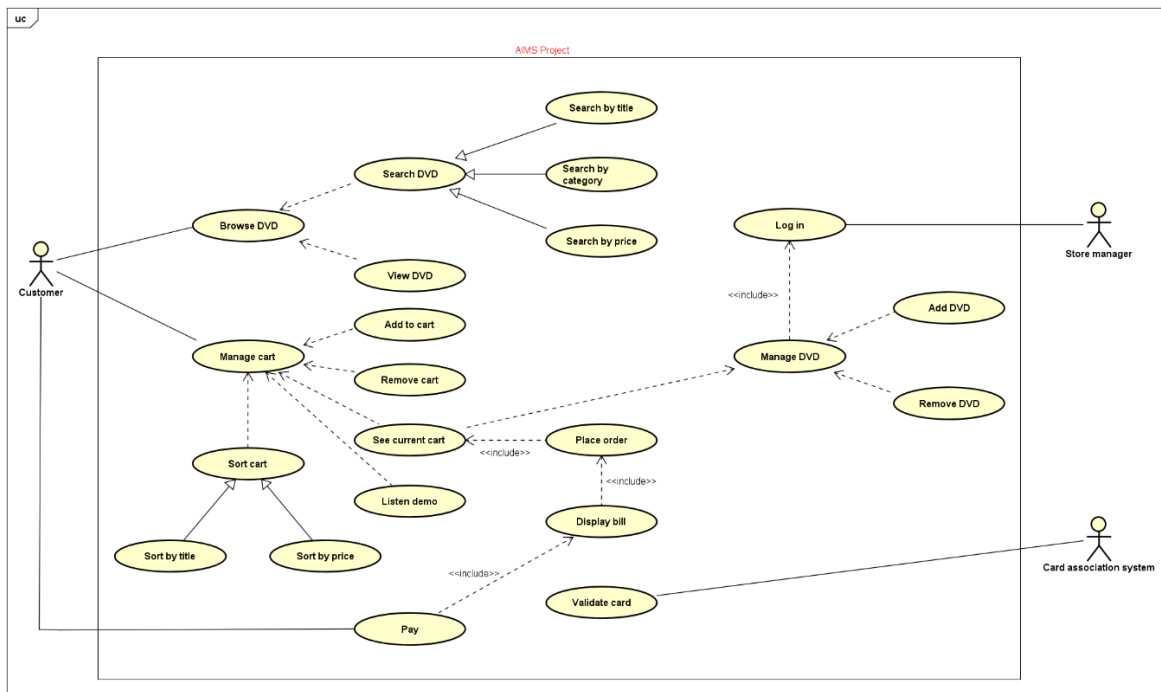 uc
AIMS Project
Search by title
Search DVD
Search by
category
Browse DVD
Log in
Search by price
Store manager
View DVD
Customer
<<include>>
Add DVD
Add to cart
Manage cart
Manage DVD
Remove cart
Remove DVD
See current cart
Place order
<<include>>
Sort cart
<<include>>
Listen demo
Display bill
Sort by title
Sort by price
Card association system
<<include>>
Validate card
Pay